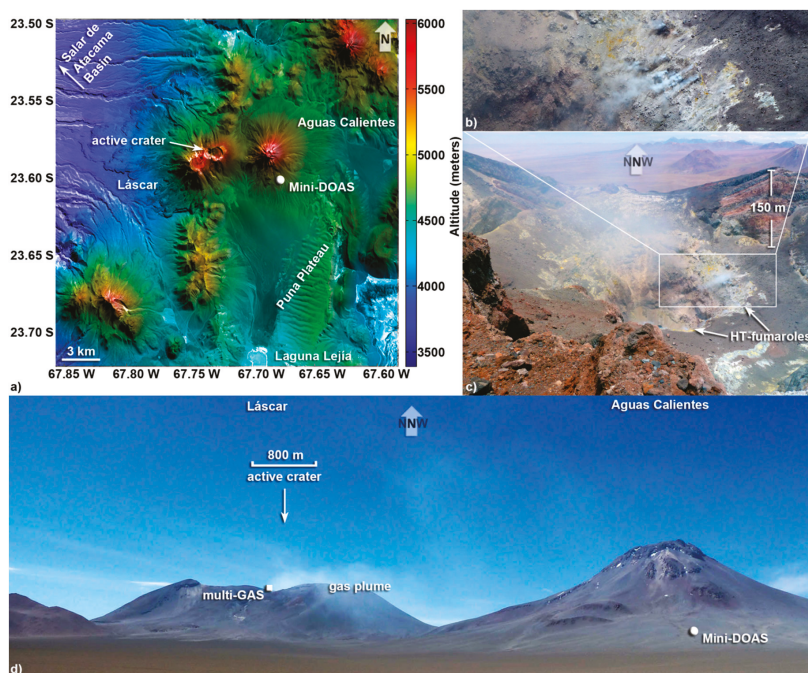 23.50 S
23.55 S
23.60 S
23.65 S
23.70 S
Salar de
Atacama
Basin
N
Aguas Calientes
active crater
Láscar
Mini-DOAS
Puna Plateau
3 km
Laguna Lejía
67.85 W
67.80 W
67.75 W
67.70 W
67.65 W
67.60 W
a)
6000
5500
5000
4500
4000
3500
Altitude (meters)
b)
NNW
150 m
HT-fumaroles
c)
Láscar
NNW
Aguas Calientes
800 m
active crater
multi-GAS
gas plume
Mini-DOAS
d)